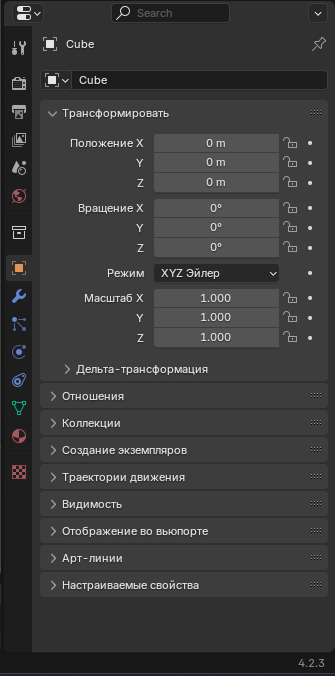 Search
Cube
Cube
Трансформировать
Положение X 0 m
Y 0 m
Z 0 m
Вращение X 0°
Y 0°
Z 0°
Режим XYZ Эйлер
Масштаб X 1.000
Y 1.000
Z 1.000
Дельта-трансформация
Отношения
Коллекции
Создание экземпляров
Траектории движения
Видимость
Отображение во вьюпорте
Арт-линии
Настраиваемые свойства
4.2.3